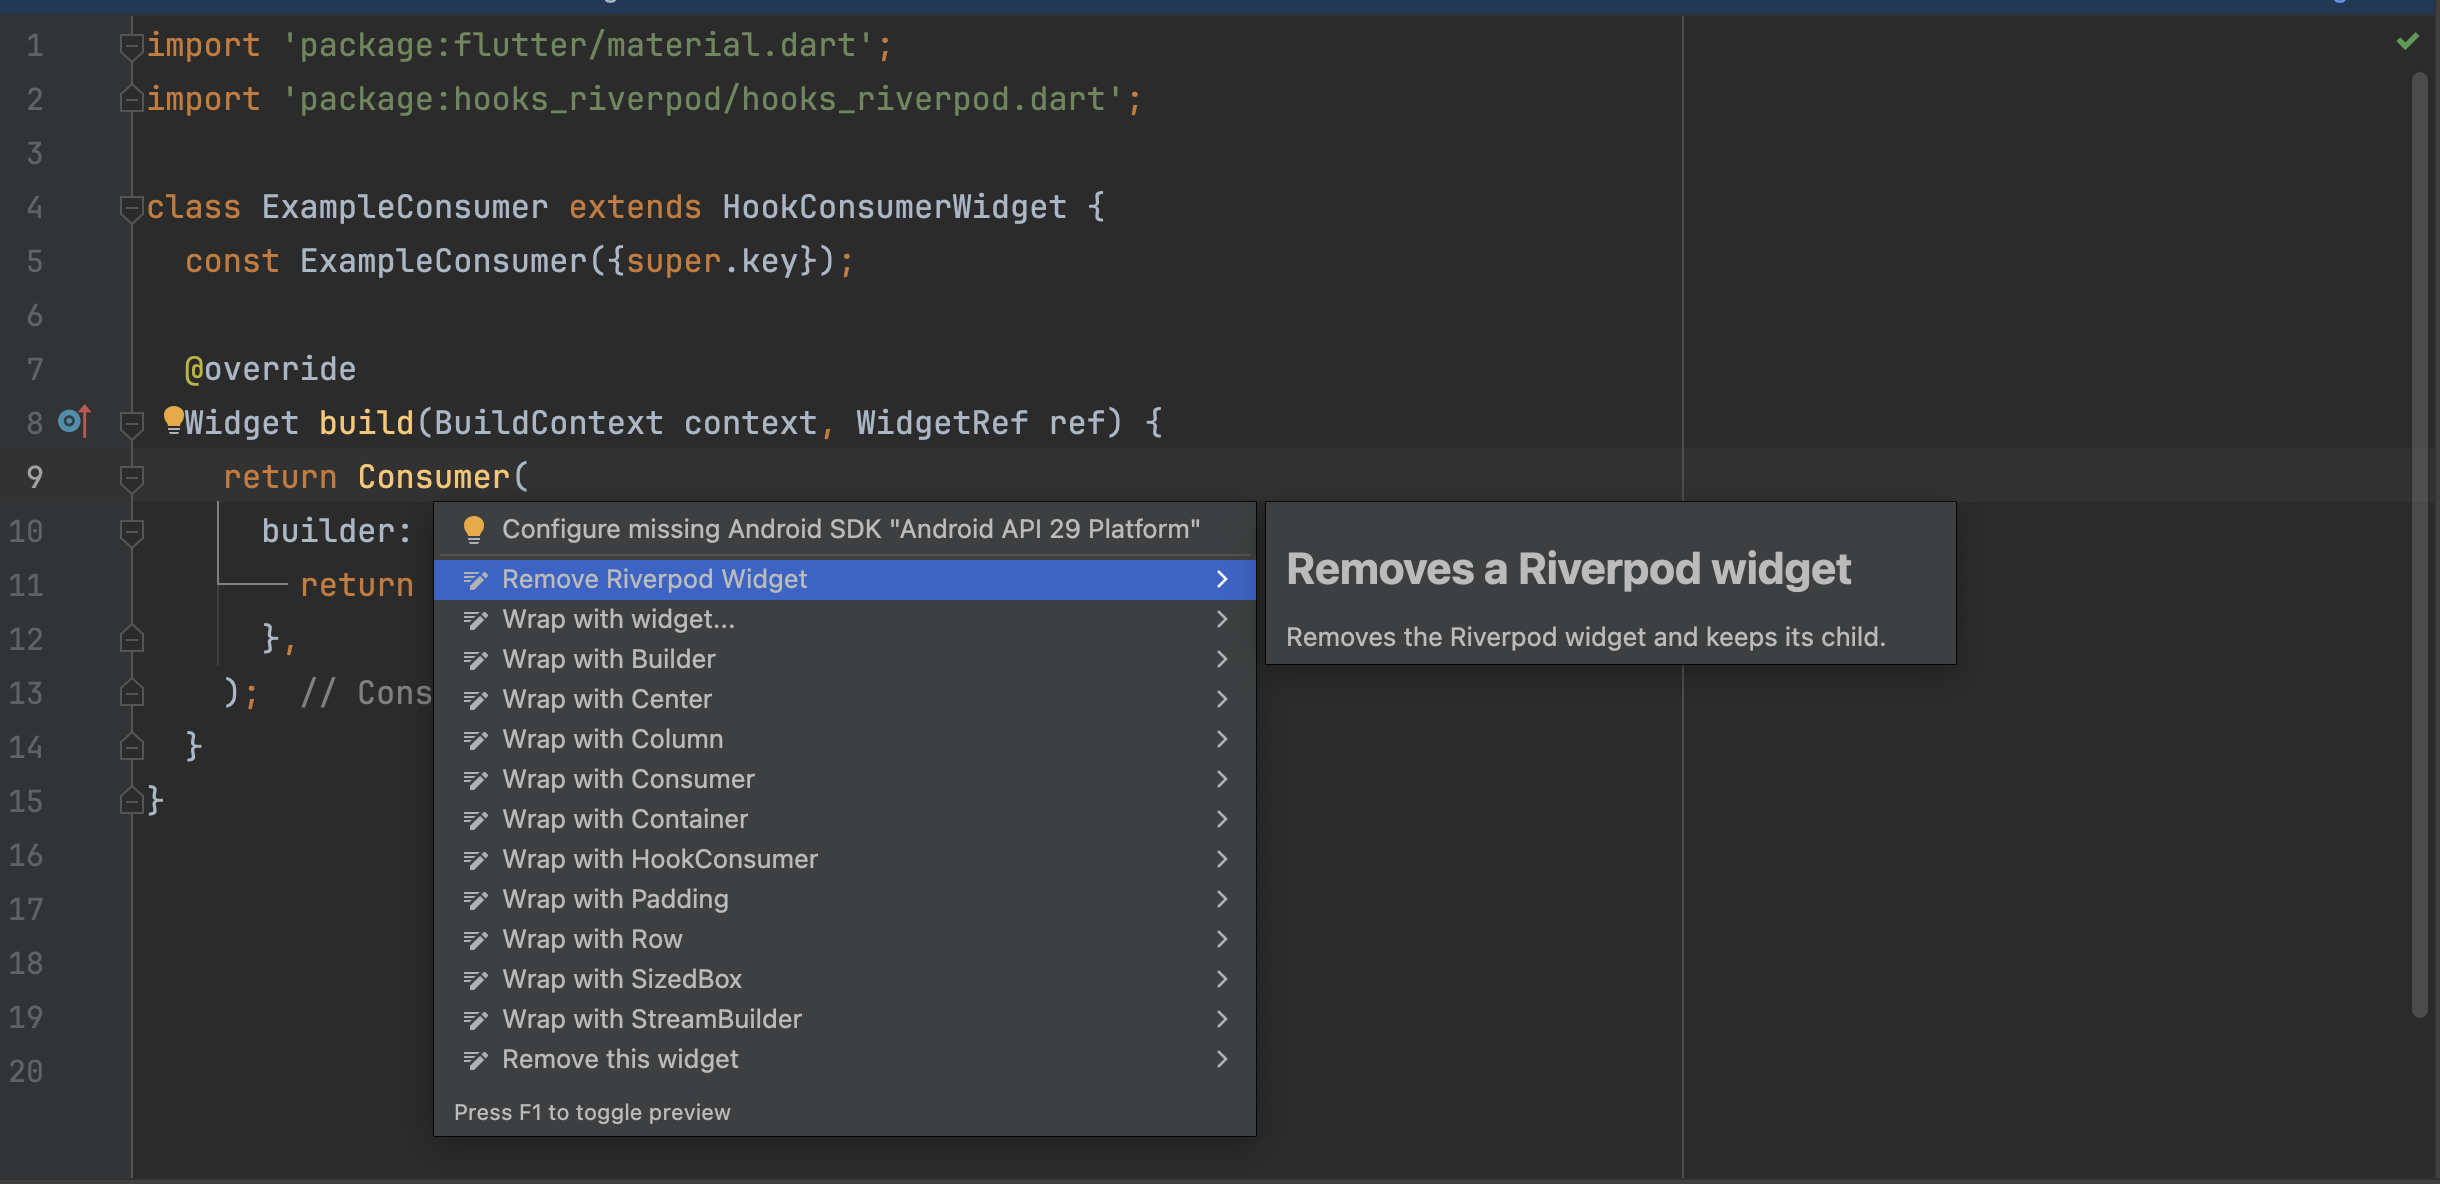 1 import 'package:flutter/material.dart';
2 import 'package:hooks_riverpod/hooks_riverpod.dart';
3
4 class ExampleConsumer extends HookConsumerWidget {
5 const ExampleConsumer({super.key});
6
7 @override
8 Widget build(BuildContext context, WidgetRef ref) {
9 return Consumer(
10 builder:
11 return
12 },
13 ); // Cons
14 }
15 }
16
17
18
19
20
Configure missing Android SDK "Android API 29 Platform"
Remove Riverpod Widget
Wrap with widget...
Wrap with Builder
Wrap with Center
Wrap with Column
Wrap with Consumer
Wrap with Container
Wrap with HookConsumer
Wrap with Padding
Wrap with Row
Wrap with SizedBox
Wrap with StreamBuilder
Remove this widget
Press F1 to toggle preview
Removes a Riverpod widget
Removes the Riverpod widget and keeps its child.